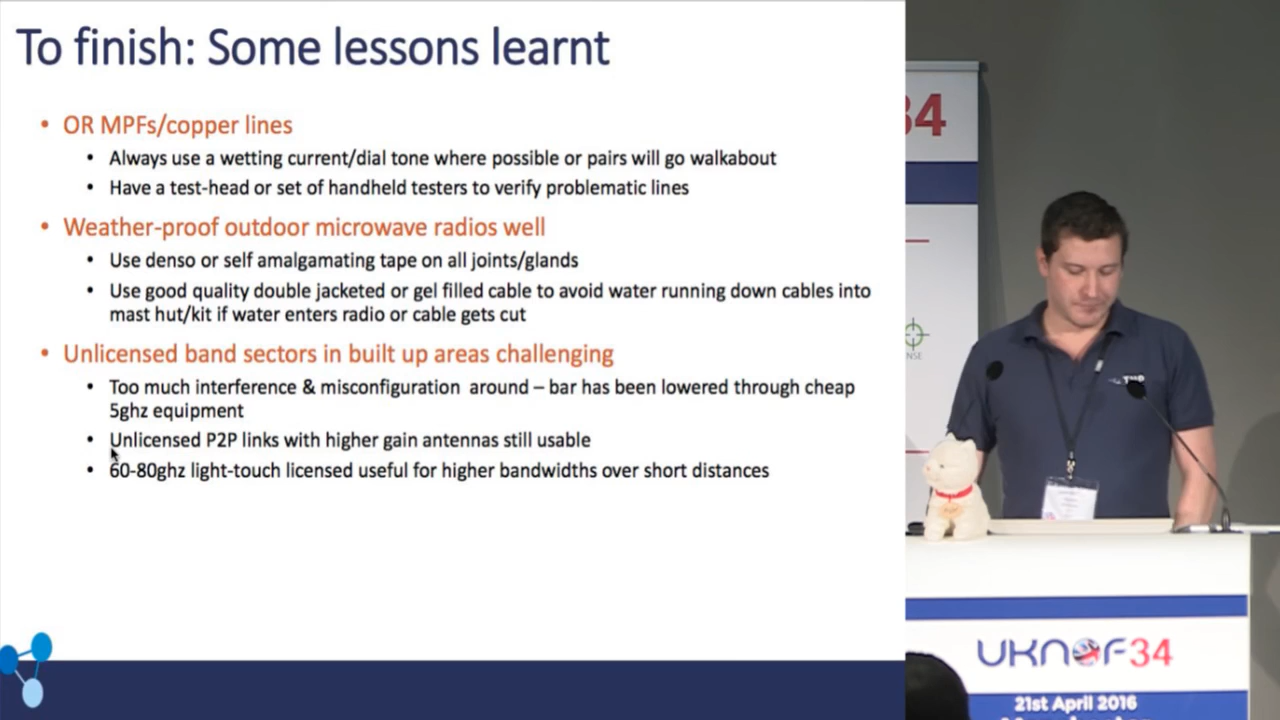 To finish: Some lessons learnt
• OR MPFs/copper lines
• Always use a wetting current/dial tone where possible or pairs will go walkabout
• Have a test-head or set of handheld testers to verify problematic lines
• Weather-proof outdoor microwave radios well
• Use denso or self amalgamating tape on all joints/glands
• Use good quality double jacketed or gel filled cable to avoid water running down cables into
mast hut/kit if water enters radio or cable gets cut
• Unlicensed band sectors in built up areas challenging
• Too much interference & misconfiguration around – bar has been lowered through cheap
5ghz equipment
• Unlicensed P2P links with higher gain antennas still usable
• 60-80ghz light-touch licensed useful for higher bandwidths over short distances
34
NSE
UKNOF34
21st April 2016